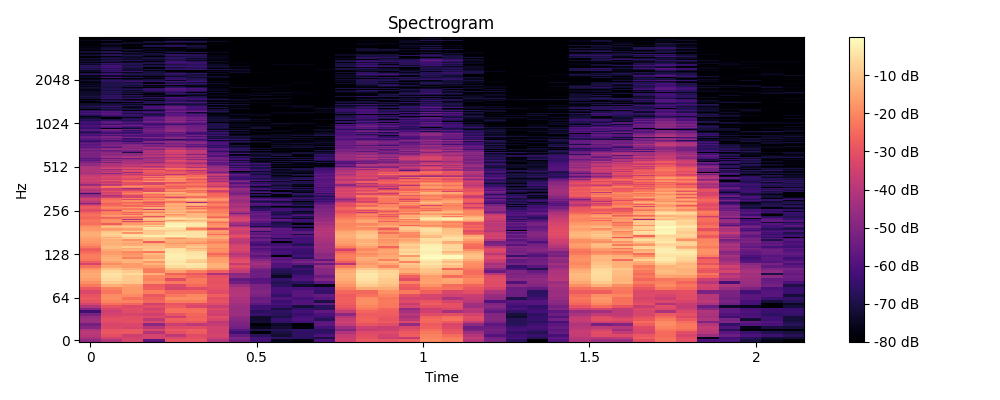 Spectrogram
Hz
2048
1024
512
256
128
64
0
0 0.5 1 1.5 2
Time
-10 dB
-20 dB
-30 dB
-40 dB
-50 dB
-60 dB
-70 dB
-80 dB